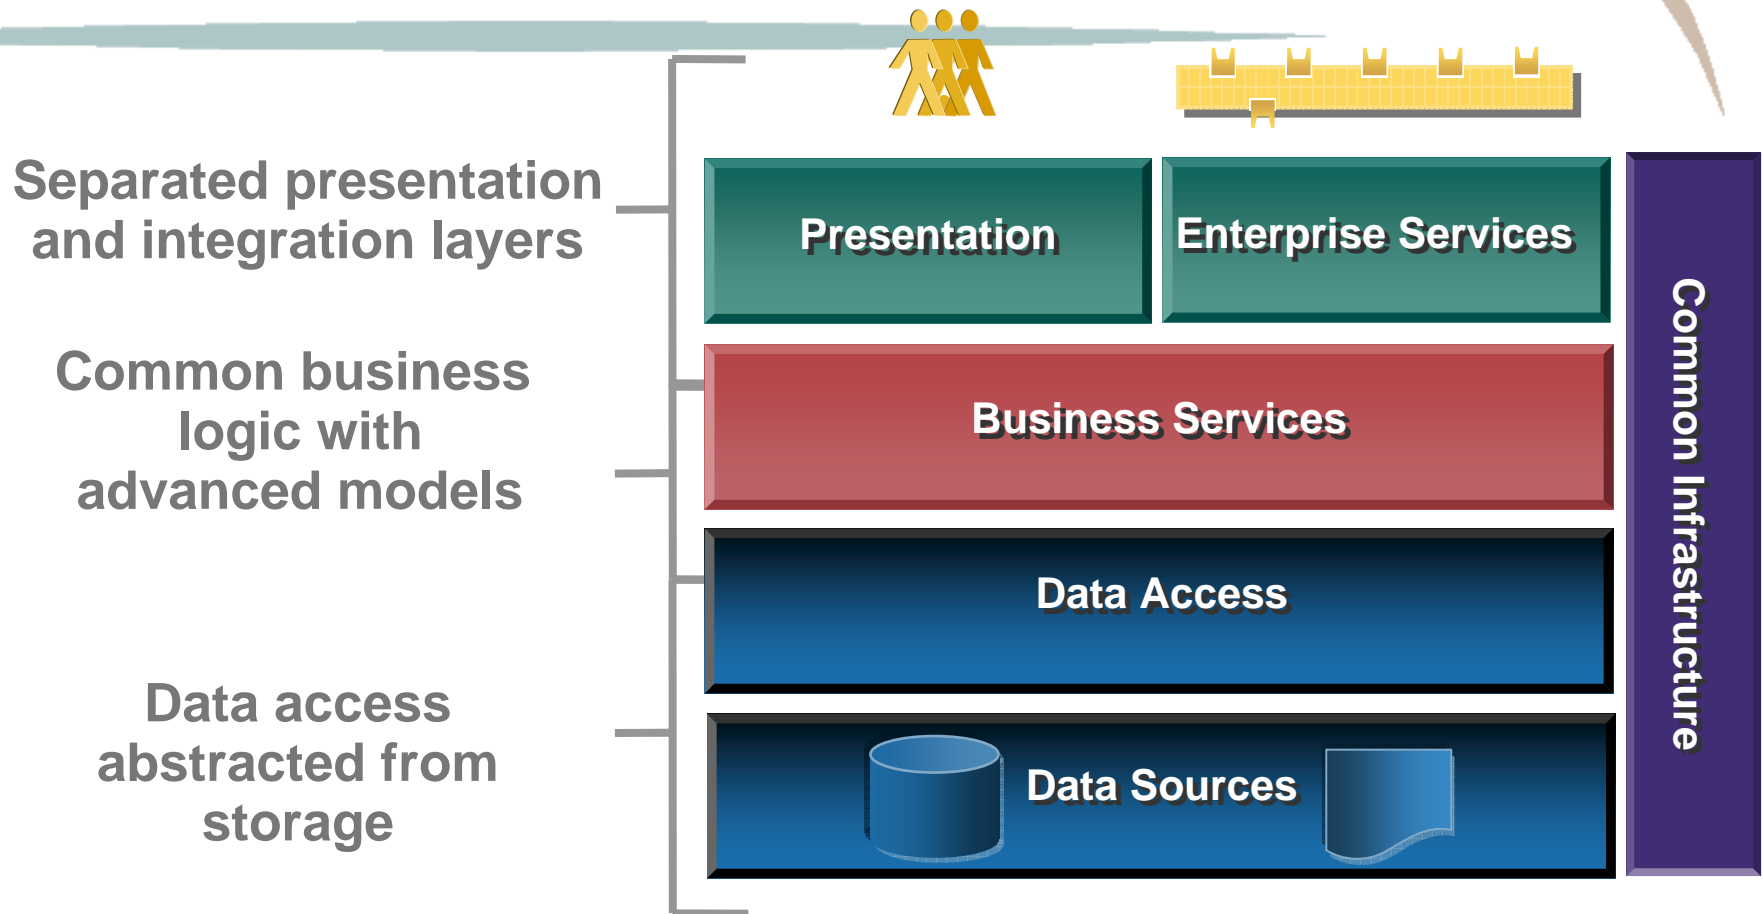 Separated presentation
and integration layers
Presentation
Enterprise Services
Common business
logic with
advanced models
Business Services
Data Access
Data access
abstracted from
storage
Data Sources
Common Infrastructure